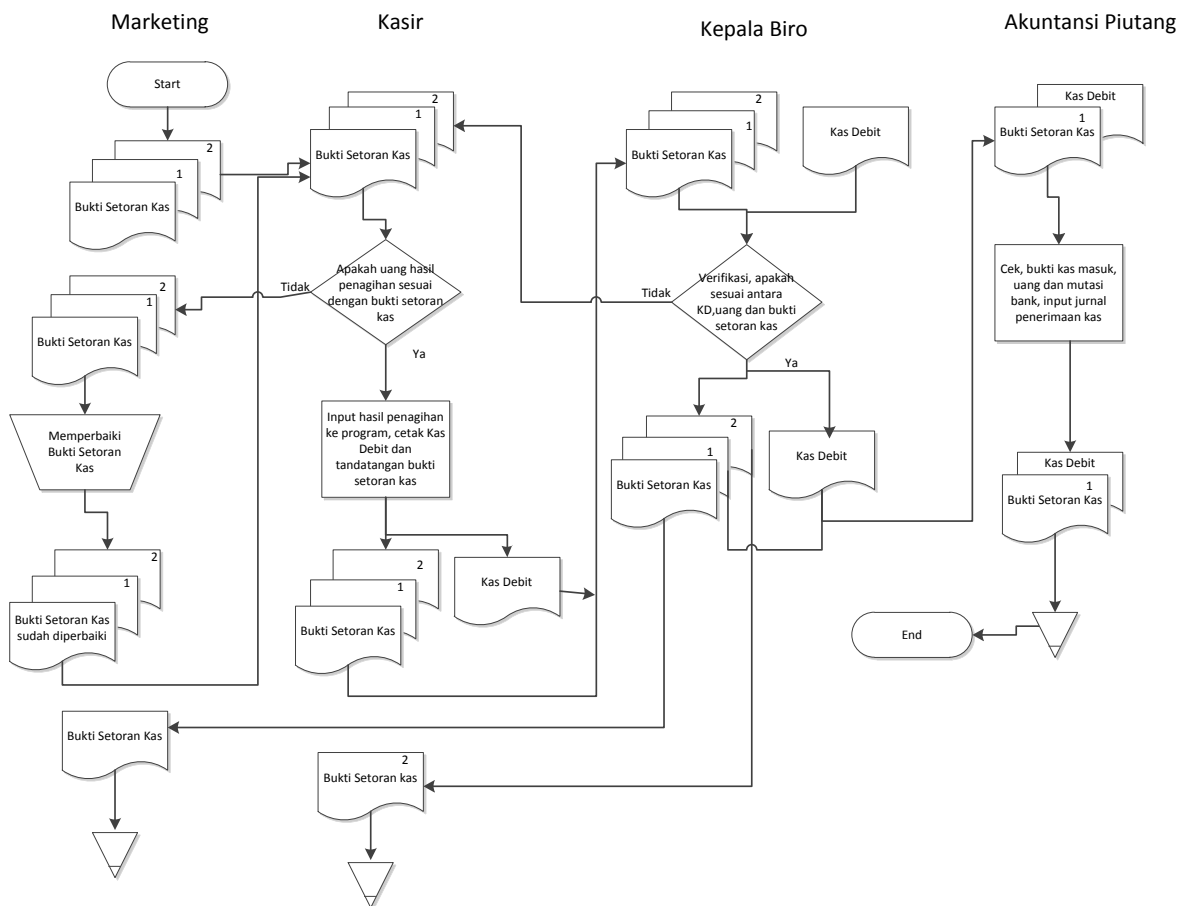 Marketing
Kasir
Kepala Biro
Akuntansi Piutang
Start
2
1
Bukti Setoran Kas
2
1
Bukti Setoran Kas
Memperbaiki
Bukti Setoran
Kas
2
1
Bukti Setoran Kas
sudah diperbaiki
Bukti Setoran Kas
2
1
Bukti Setoran Kas
Apakah uang hasil
penagihan sesuai
dengan bukti setoran
kas
Tidak
Ya
Input hasil penagihan
ke program, cetak Kas
Debit dan
tandatangan bukti
setoran kas
2
1
Bukti Setoran Kas
Kas Debit
2
Bukti Setoran kas
2
1
Bukti Setoran Kas
Kas Debit
Verifikasi, apakah
sesuai antara
KD,uang dan bukti
setoran kas
Tidak
Ya
2
1
Bukti Setoran Kas
Kas Debit
Kas Debit
1
Bukti Setoran Kas
Cek, bukti kas masuk,
uang dan mutasi
bank, input jurnal
penerimaan kas
Kas Debit
1
Bukti Setoran Kas
End